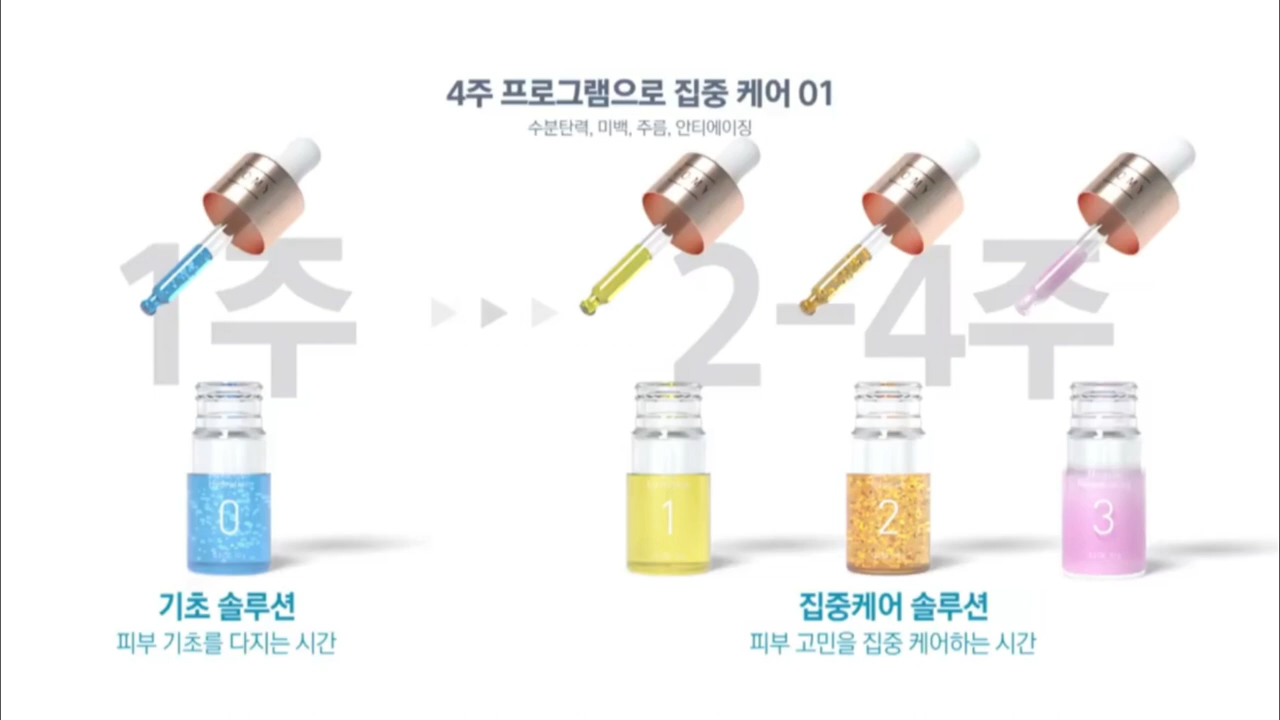 4주 프로그램으로 집중 케어 01
수분탄력, 미백, 주름, 안티에이징
1주
2-4주
0
1
2
3
기초 솔루션
피부 기초를 다지는 시간
집중케어 솔루션
피부 고민을 집중 케어하는 시간